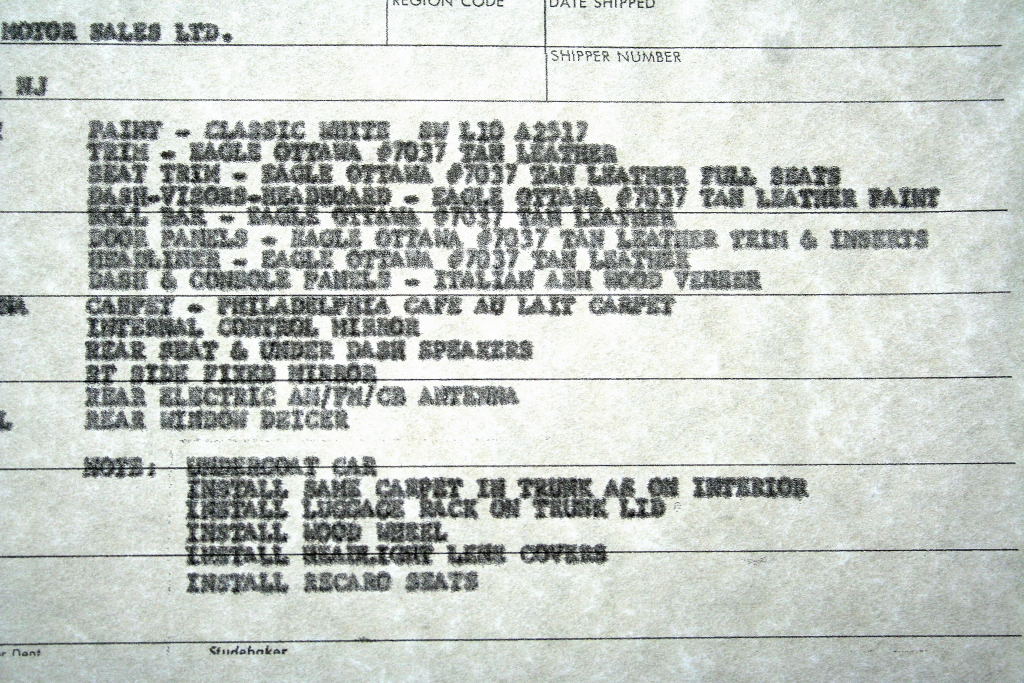 REGION CODE DATE SHIPPED
MOTOR SALES LTD.
SHIPPER NUMBER
NJ
PAINT - CLASSIC WHITE SW L10 A2517
TRIM - EAGLE OTTAWA #7037 TAN LEATHER
SEAT TRIM - EAGLE OTTAWA #7037 TAN LEATHER FULL SEATS
DASH-VISORS-HEADBOARD - EAGLE OTTAWA #7037 TAN LEATHER PAINT
ROLL BAR - EAGLE OTTAWA #7037 TAN LEATHER
DOOR PANELS - EAGLE OTTAWA #7037 TAN LEATHER TRIM & INSERTS
HEADLINER - EAGLE OTTAWA #7037 TAN LEATHER
DASH & CONSOLE PANELS - ITALIAN ASH WOOD VENEER
NA CARPET - PHILADELPHIA CAFE AU LAIT CARPET
INTERNAL CONTROL MIRROR
REAR SEAT & UNDER DASH SPEAKERS
RT SIDE FIXED MIRROR
REAR ELECTRIC AM/FM/CB ANTENNA
L REAR WINDOW DEICER
NOTE: UNDERCOAT CAR
INSTALL SAME CARPET IN TRUNK AS ON INTERIOR
INSTALL LUGGAGE RACK ON TRUNK LID
INSTALL WOOD WHEEL
INSTALL HEADLIGHT LENS COVERS
INSTALL RECARO SEATS
r Dept Studebaker